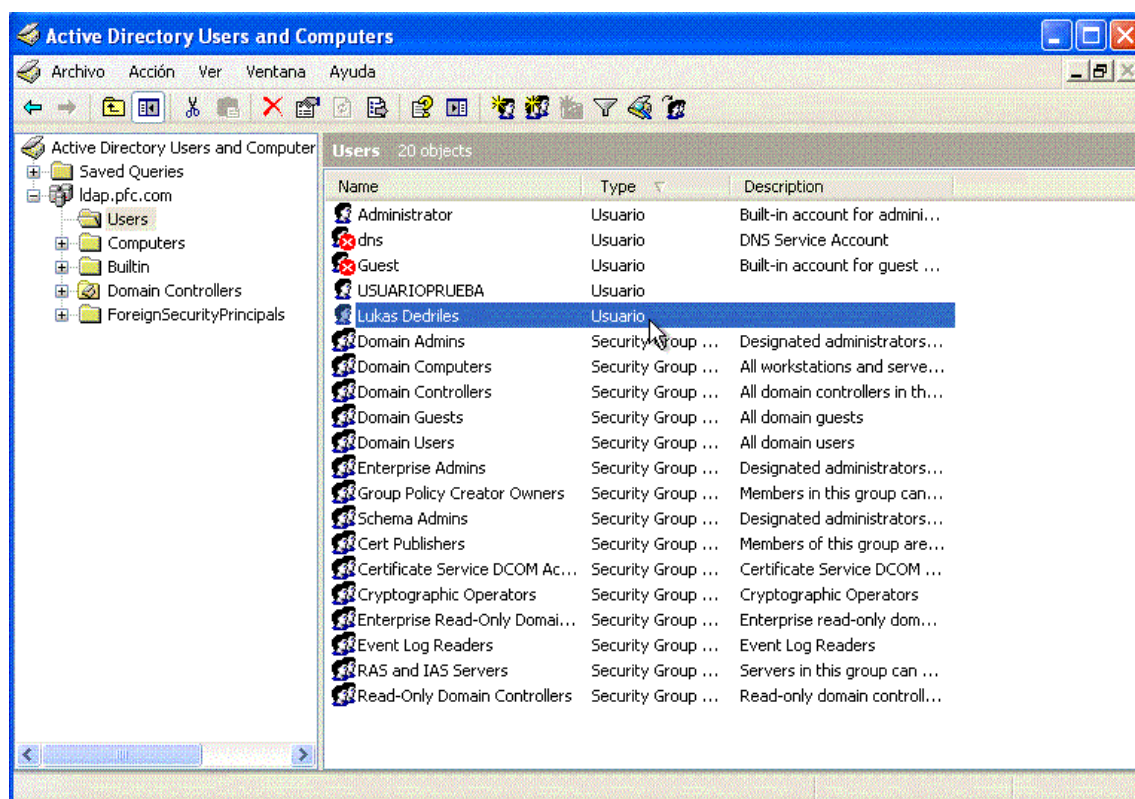 Active Directory Users and Computers
Archivo Acción Ver Ventana Ayuda
Active Directory Users and Computer
Saved Queries
ldap.pfc.com
Users
Computers
Builtin
Domain Controllers
ForeignSecurityPrincipals
Users 20 objects
Name Type Description
Administrator Usuario Built-in account for admini...
dns Usuario DNS Service Account
Guest Usuario Built-in account for guest ...
USUARIOPRUEBA Usuario
Lukas Dedriles Usuario
Domain Admins Security Group ... Designated administrators...
Domain Computers Security Group ... All workstations and serve...
Domain Controllers Security Group ... All domain controllers in th...
Domain Guests Security Group ... All domain guests
Domain Users Security Group ... All domain users
Enterprise Admins Security Group ... Designated administrators...
Group Policy Creator Owners Security Group ... Members in this group can...
Schema Admins Security Group ... Designated administrators...
Cert Publishers Security Group ... Members of this group are...
Certificate Service DCOM Ac... Security Group ... Certificate Service DCOM ...
Cryptographic Operators Security Group ... Cryptographic Operators
Enterprise Read-Only Domai... Security Group ... Enterprise read-only dom...
Event Log Readers Security Group ... Event Log Readers
RAS and IAS Servers Security Group ... Servers in this group can ...
Read-Only Domain Controllers Security Group ... Read-only domain controll...